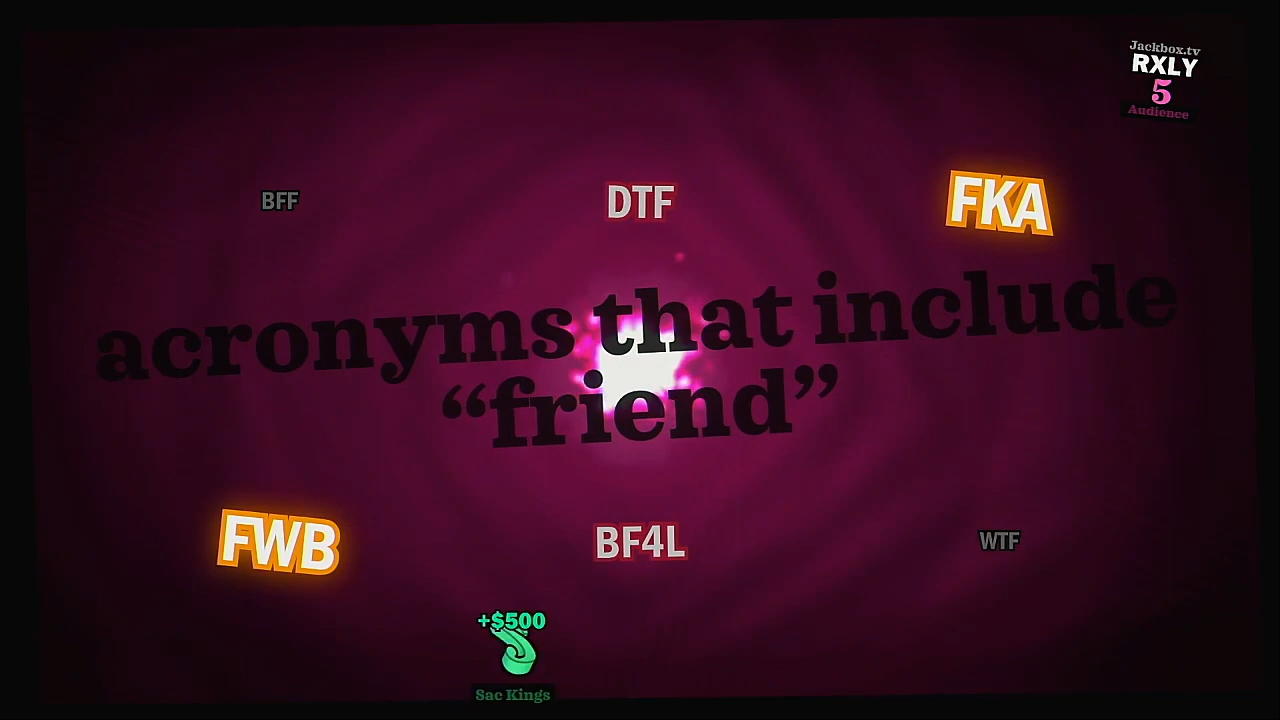 Jackbox.tv
RXLY
5
Audience
BFF
DTF
FKA
acronyms that include
“friend”
FWB
BF4L
WTF
+$500
Sac Kings